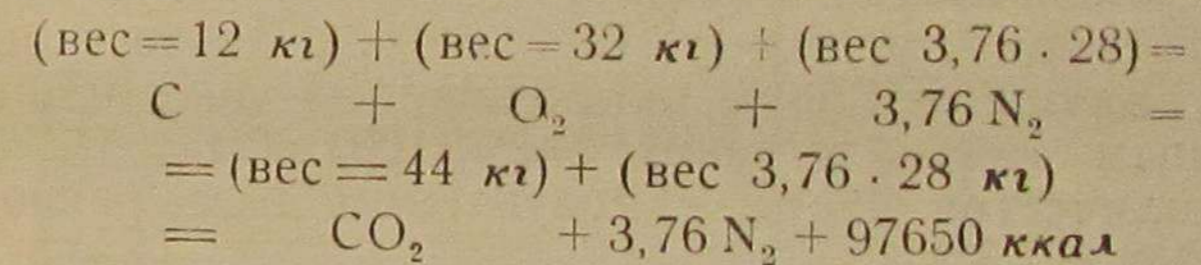 (вес=12 кг) + (вес=32 кг) + (вес 3,76 · 28)=
C + O₂ + 3,76 N₂ =
= (вес = 44 кг) + (вес 3,76 · 28 кг)
= CO₂ + 3,76 N₂ + 97650 ккал